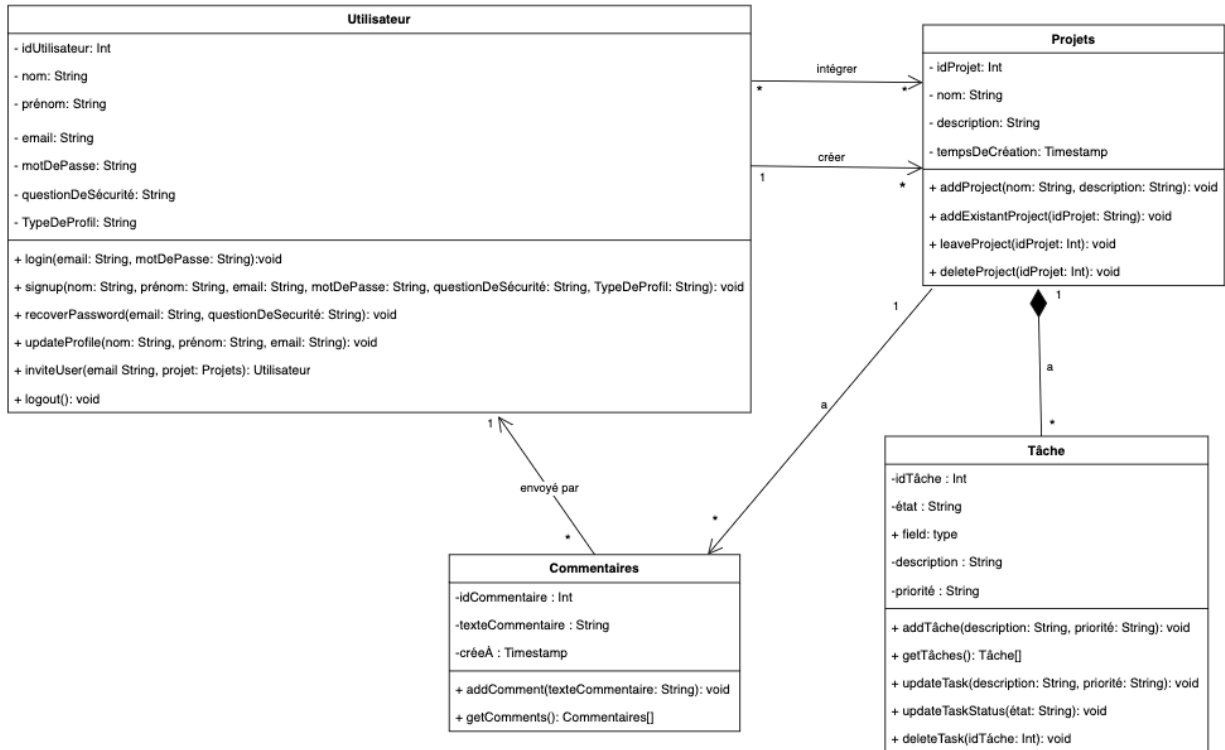 Utilisateur
- idUtilisateur: Int
- nom: String
- prénom: String
- email: String
- motDePasse: String
- questionDeSécurité: String
- TypeDeProfil: String
+ login(email: String, motDePasse: String):void
+ signup(nom: String, prénom: String, email: String, motDePasse: String, questionDeSécurité: String, TypeDeProfil: String): void
+ recoverPassword(email: String, questionDeSecurité: String): void
+ updateProfile(nom: String, prénom: String, email: String): void
+ inviteUser(email String, projet: Projets): Utilisateur
+ logout(): void
intégrer
* *
créer
1 *
Projets
- idProjet: Int
- nom: String
- description: String
- tempsDeCréation: Timestamp
+ addProject(nom: String, description: String): void
+ addExistantProject(idProjet: String): void
+ leaveProject(idProjet: Int): void
+ deleteProject(idProjet: Int): void
1
a
*
1
a
*
1
envoyé par
*
Commentaires
-idCommentaire : Int
-texteCommentaire : String
-créeÀ : Timestamp
+ addComment(texteCommentaire: String): void
+ getComments(): Commentaires[]
Tâche
-idTâche : Int
-état : String
+ field: type
-description : String
-priorité : String
+ addTâche(description: String, priorité: String): void
+ getTâches(): Tâche[]
+ updateTask(description: String, priorité: String): void
+ updateTaskStatus(état: String): void
+ deleteTask(idTâche: Int): void